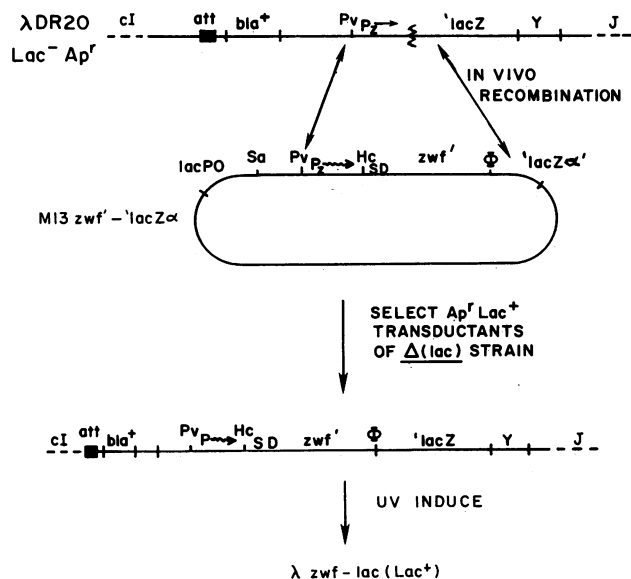 λDR20 cI att bla⁺ Pv Pz 'lacZ Y J
Lac⁻ Apʳ
IN VIVO
RECOMBINATION
lacPO Sa Pv Pz Hc SD zwf' Φ 'lacZα'
M13 zwf'-'lacZα
SELECT Apʳ Lac⁺
TRANSDUCTANTS
OF Δ(lac) STRAIN
cI att bla⁺ Pv P Hc SD zwf' Φ 'lacZ Y J
UV INDUCE
λ zwf-lac (Lac⁺)